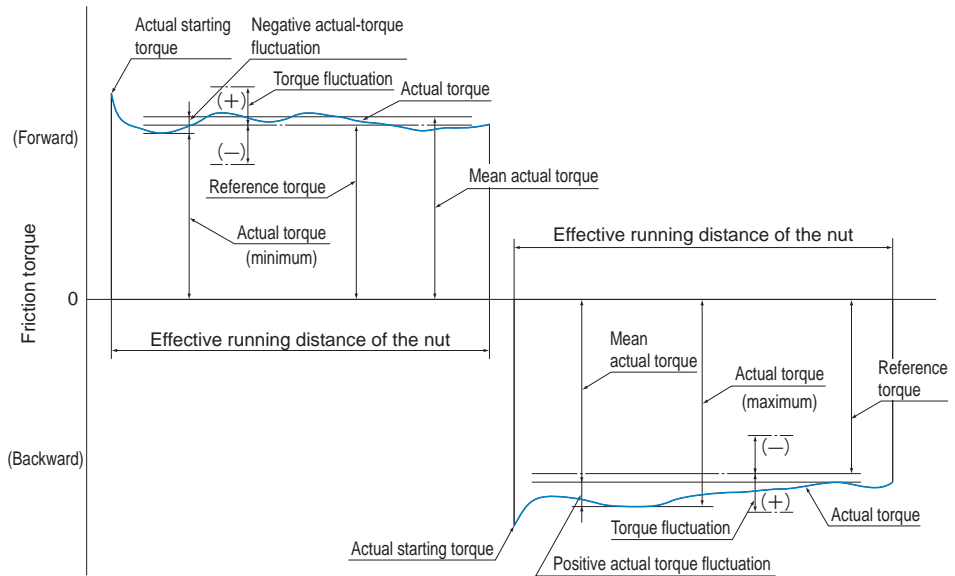 Actual starting
torque
Negative actual-torque
fluctuation
Torque fluctuation
Actual torque
(+)
(Forward)
(−)
Reference torque
Mean actual torque
Actual torque
(minimum)
Effective running distance of the nut
Friction torque
0
Effective running distance of the nut
Mean
actual torque
Actual torque
(maximum)
Reference
torque
(Backward)
(−)
(+)
Actual torque
Torque fluctuation
Actual starting torque
Positive actual torque fluctuation